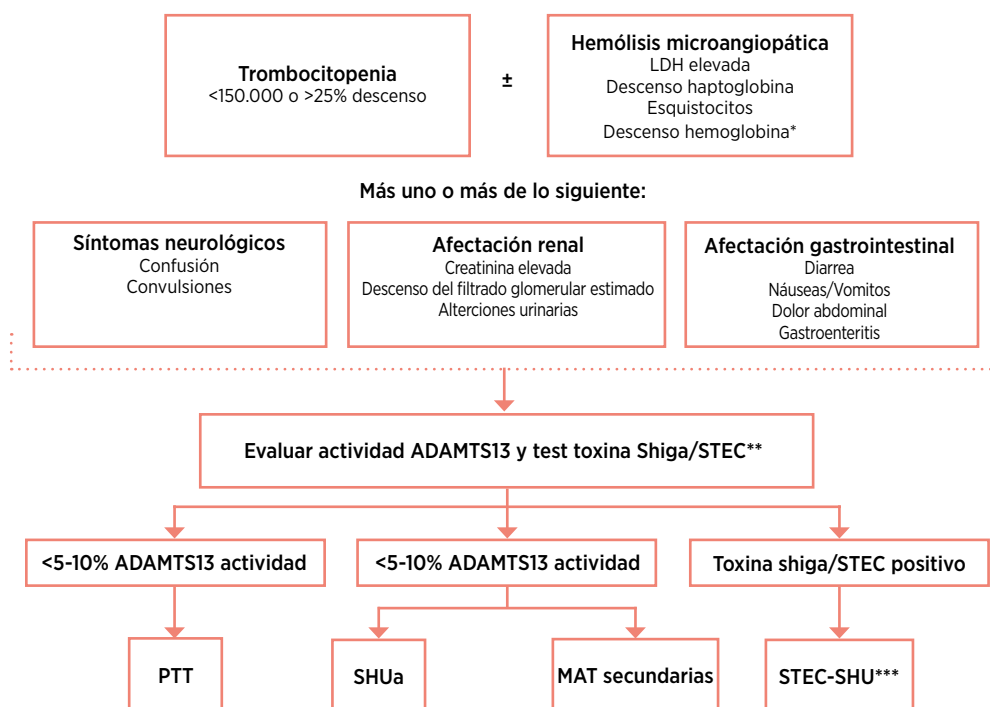 Trombocitopenia
<150.000 o >25% descenso
±
Hemólisis microangiopática
LDH elevada
Descenso haptoglobina
Esquistocitos
Descenso hemoglobina*
Más uno o más de lo siguiente:
Síntomas neurológicos
Confusión
Convulsiones
Afectación renal
Creatinina elevada
Descenso del filtrado glomerular estimado
Alterciones urinarias
Afectación gastrointestinal
Diarrea
Náuseas/Vomitos
Dolor abdominal
Gastroenteritis
Evaluar actividad ADAMTS13 y test toxina Shiga/STEC**
<5-10% ADAMTS13 actividad
<5-10% ADAMTS13 actividad
Toxina shiga/STEC positivo
PTT
SHUa
MAT secundarias
STEC-SHU***